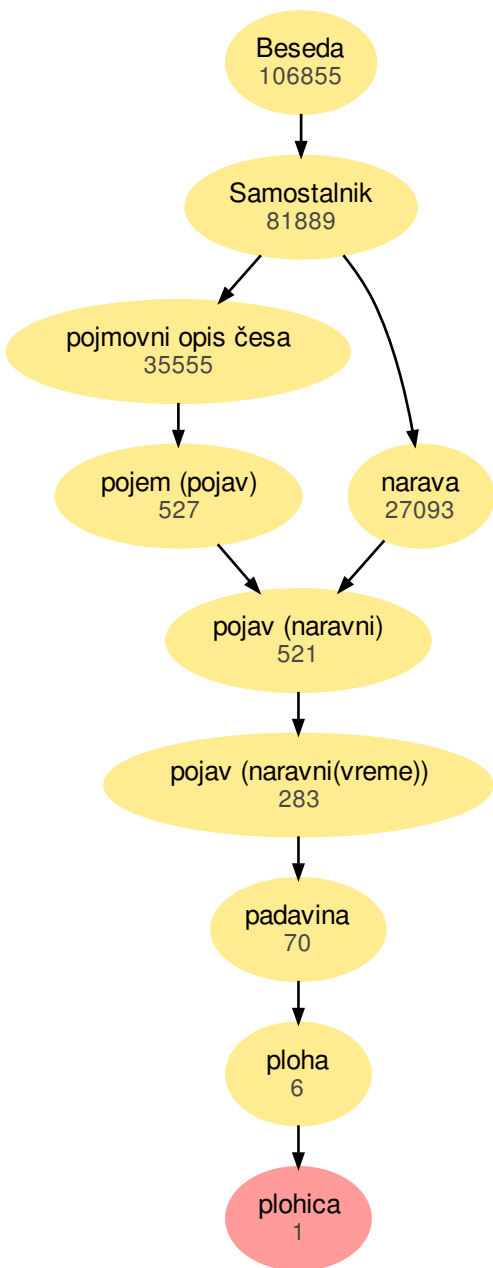 Beseda
106855
Samostalnik
81889
pojmovni opis česa
35555
pojem (pojav)
527
narava
27093
pojav (naravni)
521
pojav (naravni(vreme))
283
padavina
70
ploha
6
plohica
1